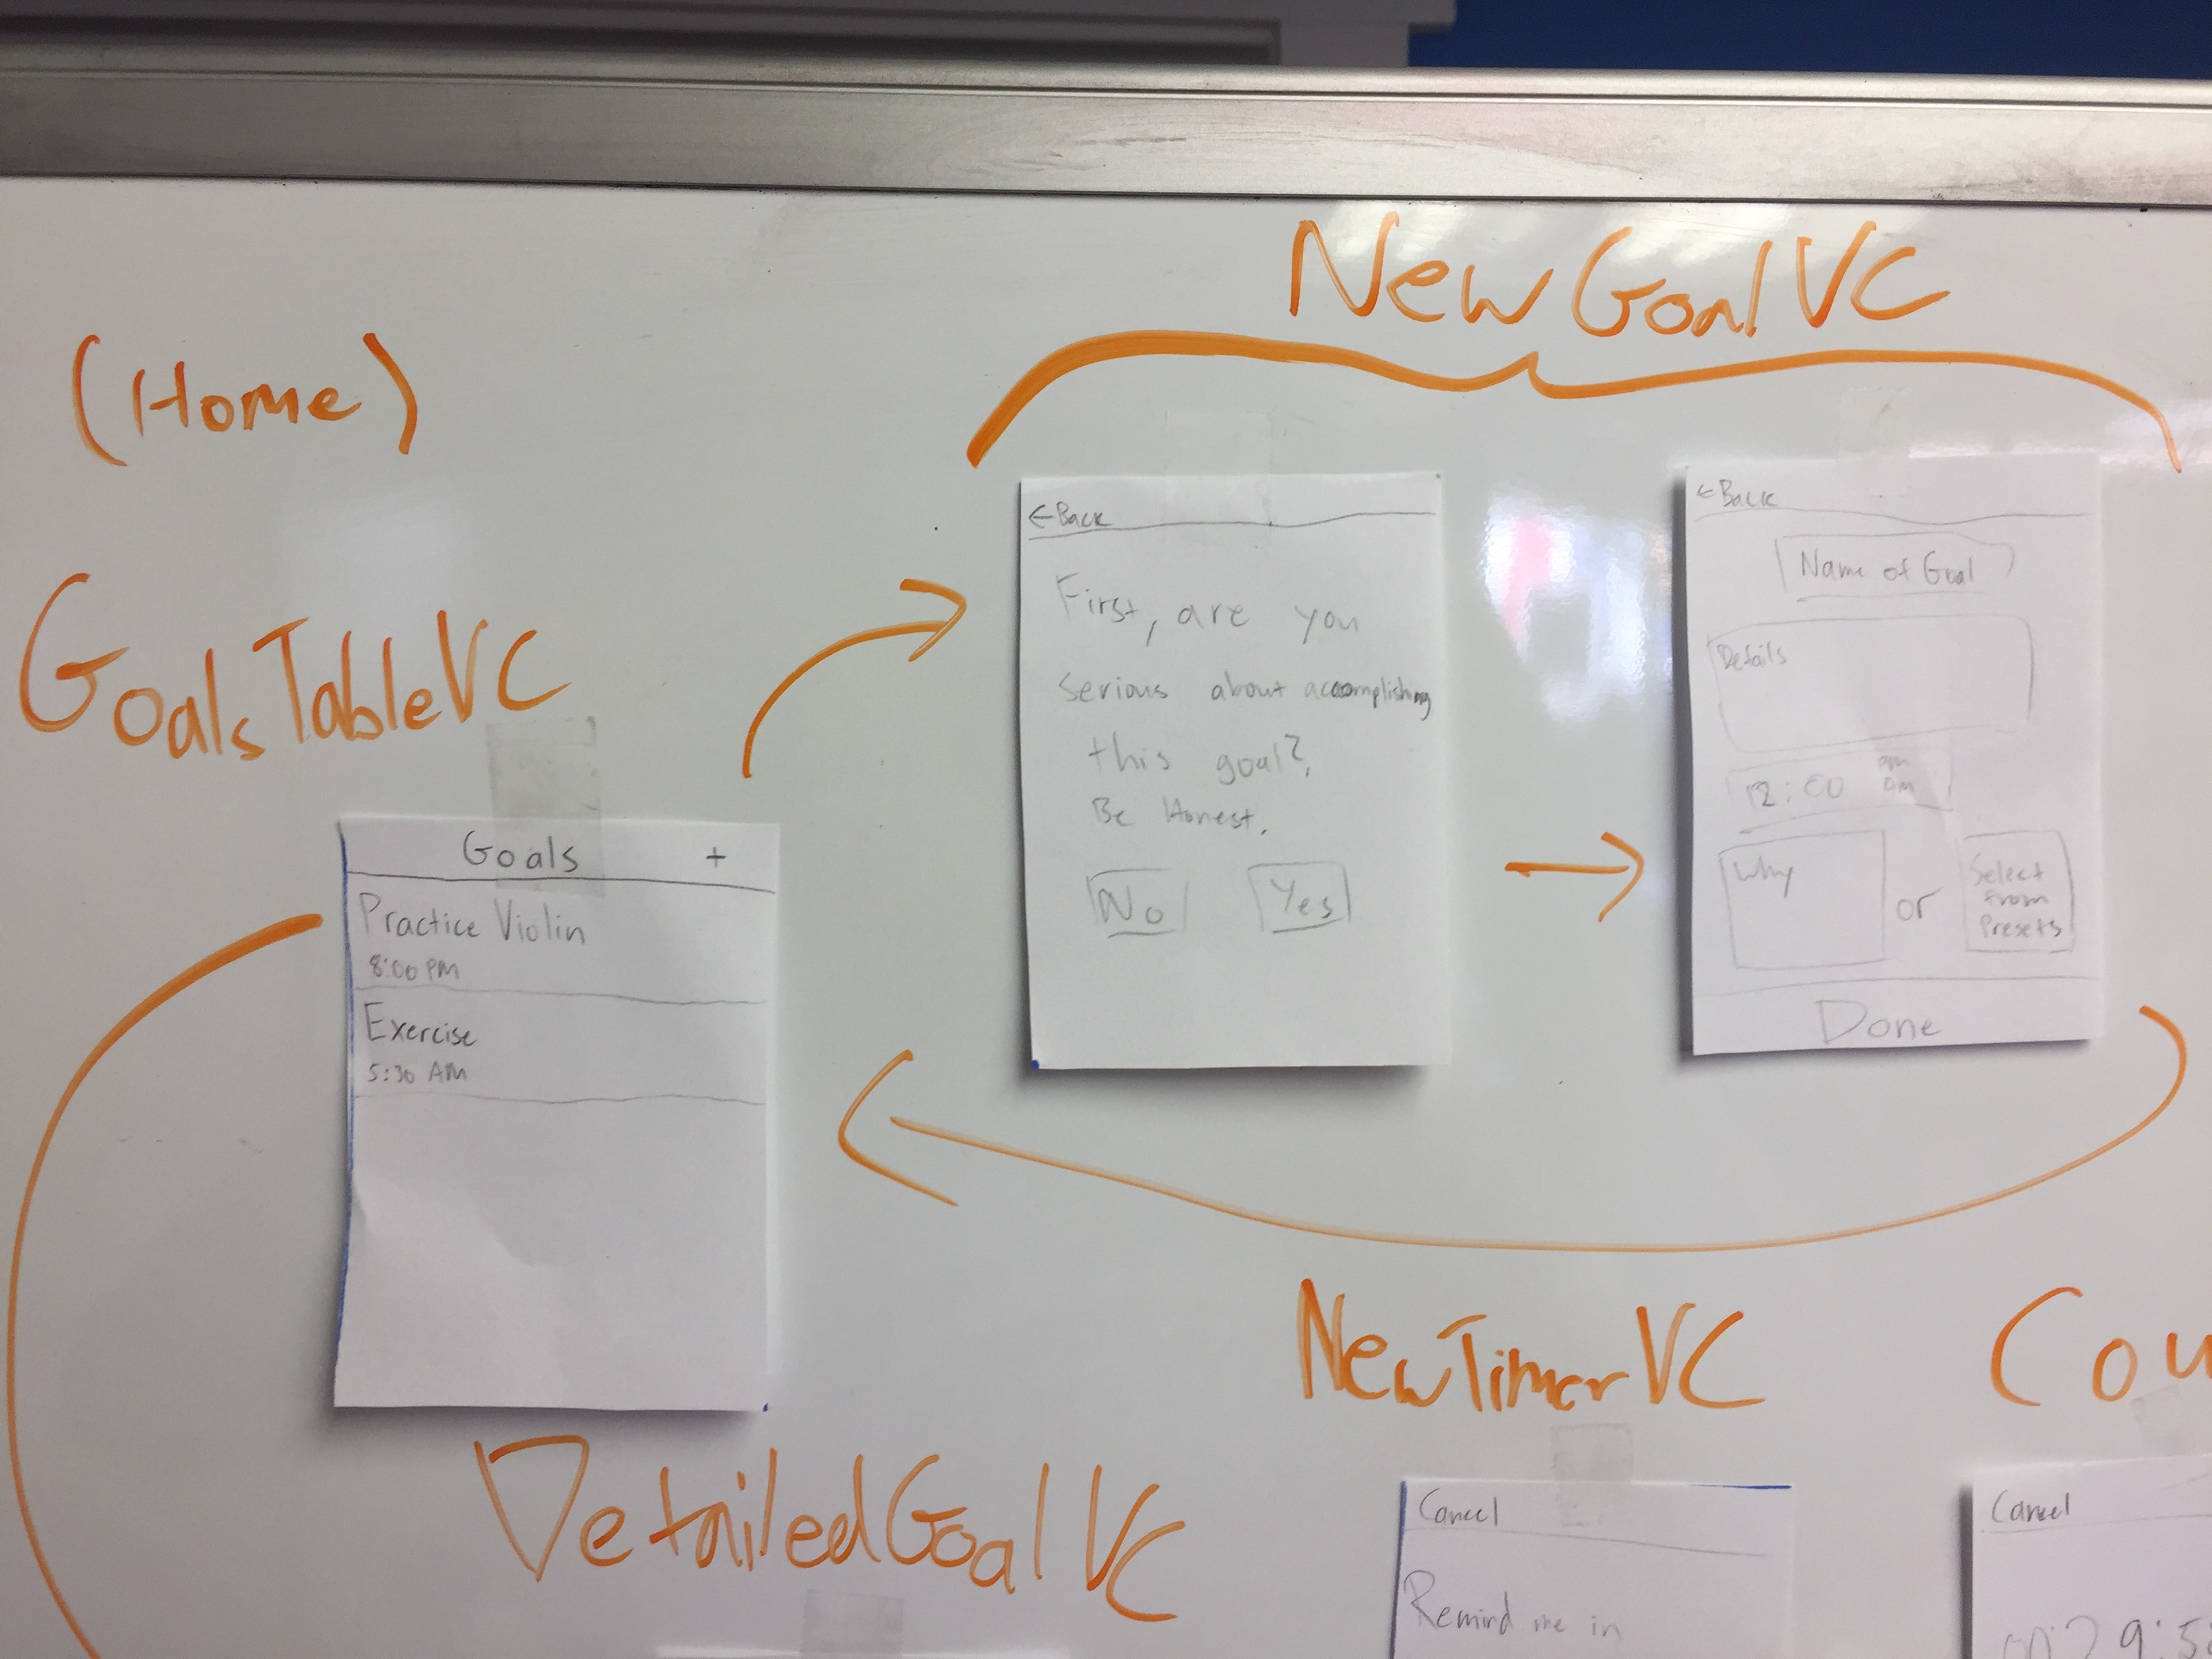 (Home)
GoalsTableVC
Goals +
Practice Violin
8:00 PM
Exercise
5:30 AM
NewGoalVC
←Back
First, are you
serious about accomplishing
this goal?
Be Honest.
No Yes
←Back
Name of Goal
Details
12:00 am
pm
Why or Select
From
Presets
Done
DetailedGoalVC
NewTimerVC
Cancel
Remind me in
Cou
Cancel